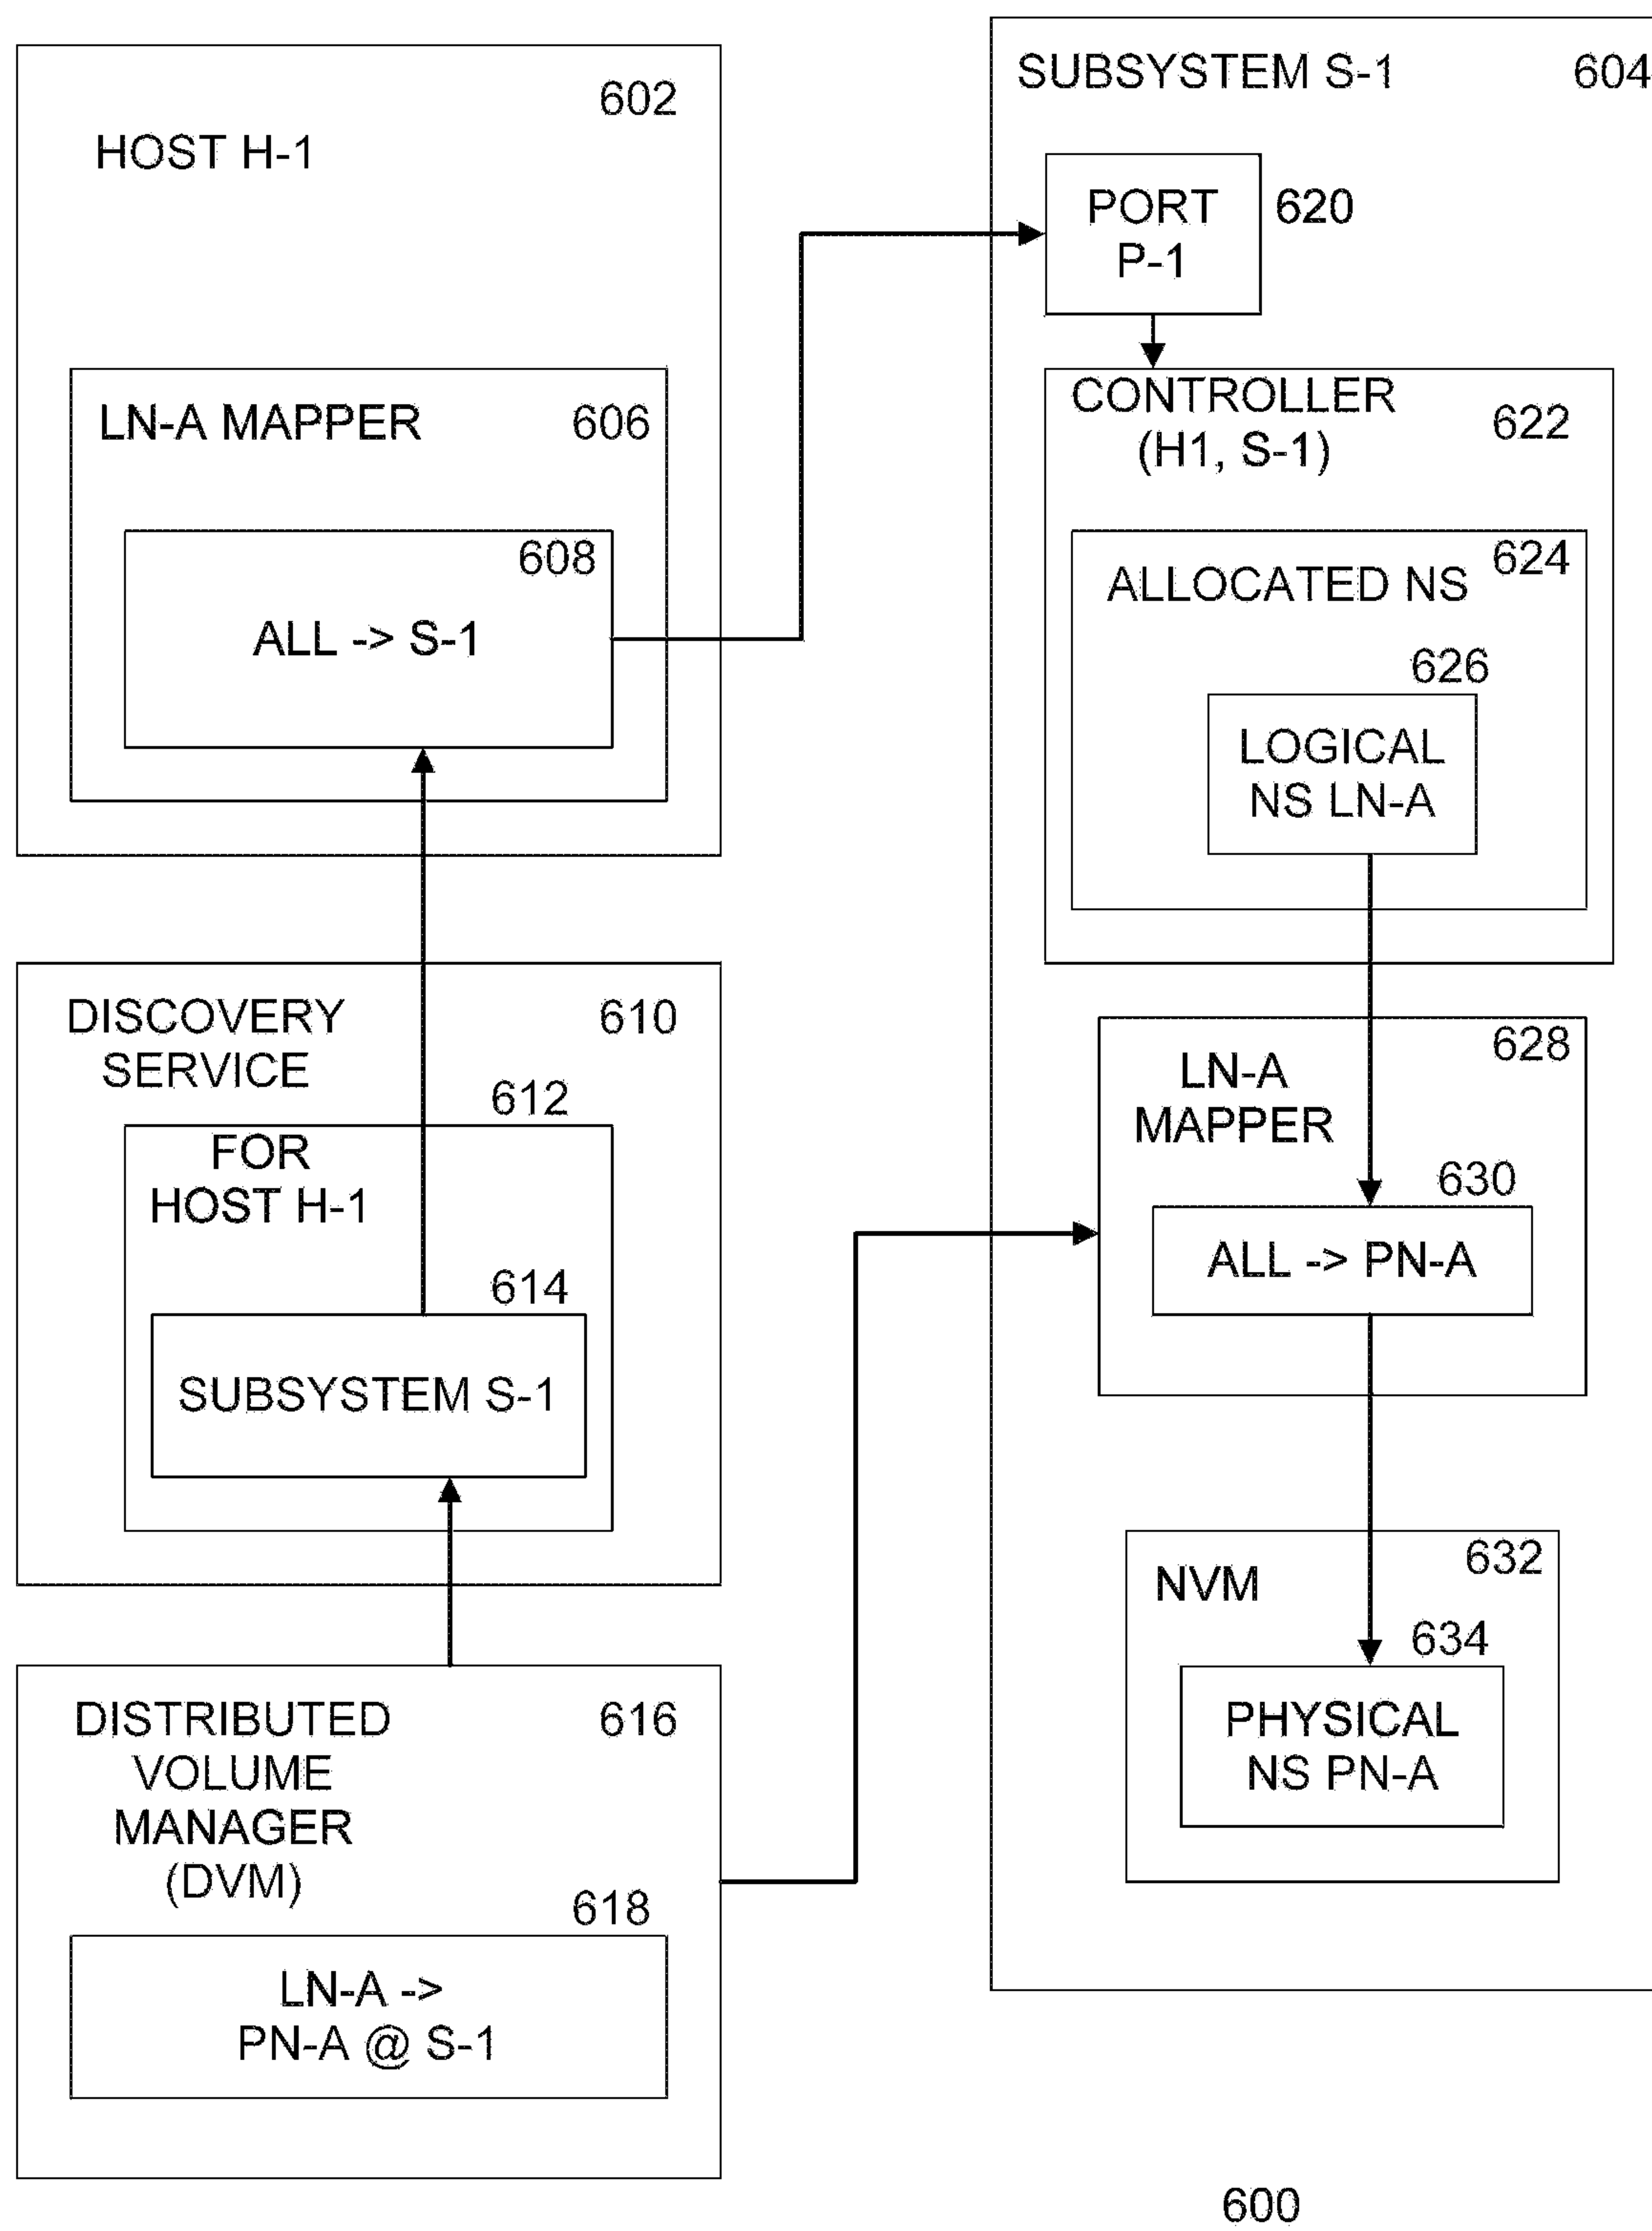 602
HOST H-1
LN-A MAPPER 606
608
ALL -> S-1
DISCOVERY 610
SERVICE
612
FOR
HOST H-1
614
SUBSYSTEM S-1
DISTRIBUTED 616
VOLUME
MANAGER
(DVM)
618
LN-A ->
PN-A @ S-1
SUBSYSTEM S-1 604
PORT 620
P-1
CONTROLLER 622
(H1, S-1)
624
ALLOCATED NS
626
LOGICAL
NS LN-A
628
LN-A
MAPPER
630
ALL -> PN-A
632
NVM
634
PHYSICAL
NS PN-A
600